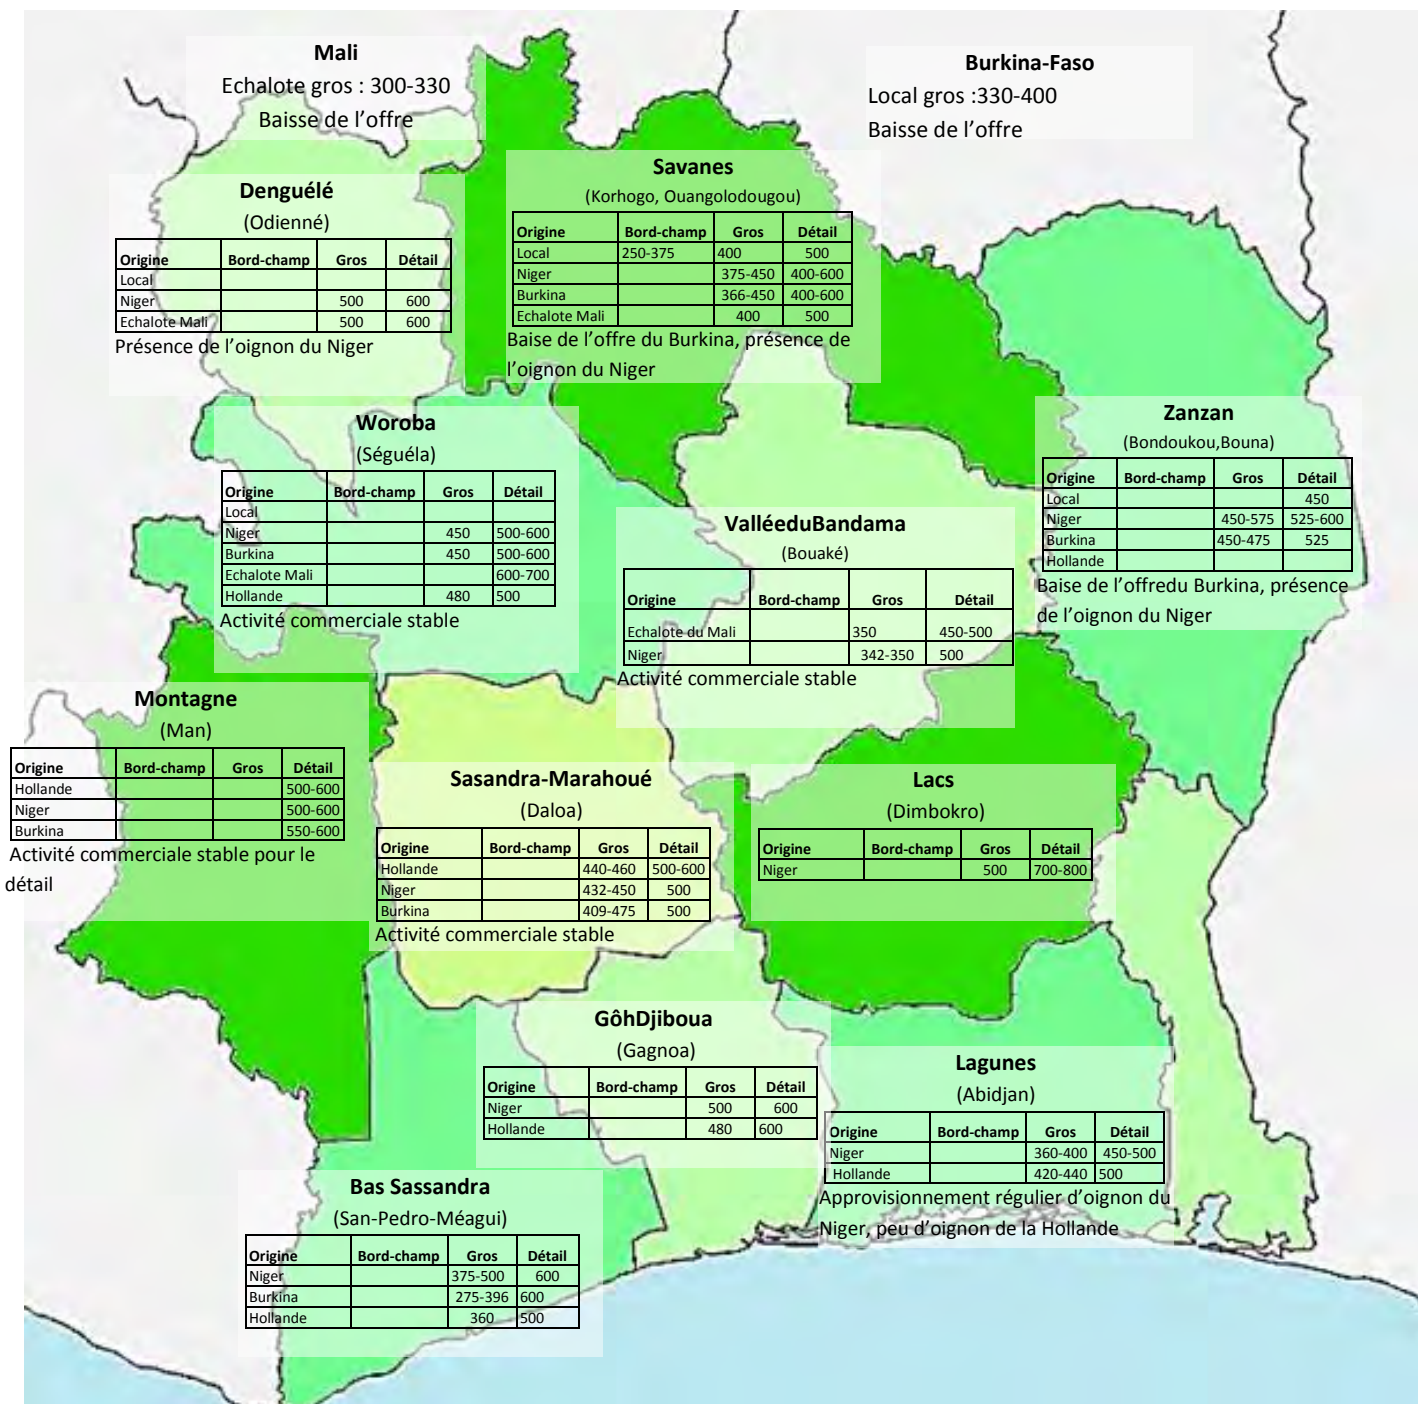 Mali
Echalote gros : 300-330
Baisse de l’offre
Burkina-Faso
Local gros :330-400
Baisse de l’offre
Denguélé
(Odienné)
Origine Bord-champ Gros Détail
Local
Niger 500 600
Echalote Mali 500 600
Présence de l’oignon du Niger
Savanes
(Korhogo, Ouangolodougou)
Origine Bord-champ Gros Détail
Local 250-375 400 500
Niger 375-450 400-600
Burkina 366-450 400-600
Echalote Mali 400 500
Baise de l’offre du Burkina, présence de
l’oignon du Niger
Woroba
(Séguéla)
Origine Bord-champ Gros Détail
Local
Niger 450 500-600
Burkina 450 500-600
Echalote Mali 600-700
Hollande 480 500
Activité commerciale stable
Zanzan
(Bondoukou,Bouna)
Origine Bord-champ Gros Détail
Local 450
Niger 450-575 525-600
Burkina 450-475 525
Hollande
Baise de l’offredu Burkina, présence
de l’oignon du Niger
ValléeduBandama
(Bouaké)
Origine Bord-champ Gros Détail
Echalote du Mali 350 450-500
Niger 342-350 500
Activité commerciale stable
Montagne
(Man)
Origine Bord-champ Gros Détail
Hollande 500-600
Niger 500-600
Burkina 550-600
Activité commerciale stable pour le
détail
Sasandra-Marahoué
(Daloa)
Origine Bord-champ Gros Détail
Hollande 440-460 500-600
Niger 432-450 500
Burkina 409-475 500
Activité commerciale stable
Lacs
(Dimbokro)
Origine Bord-champ Gros Détail
Niger 500 700-800
GôhDjiboua
(Gagnoa)
Origine Bord-champ Gros Détail
Niger 500 600
Hollande 480 600
Lagunes
(Abidjan)
Origine Bord-champ Gros Détail
Niger 360-400 450-500
Hollande 420-440 500
Approvisionnement régulier d’oignon du
Niger, peu d’oignon de la Hollande
Bas Sassandra
(San-Pedro-Méagui)
Origine Bord-champ Gros Détail
Niger 375-500 600
Burkina 275-396 600
Hollande 360 500